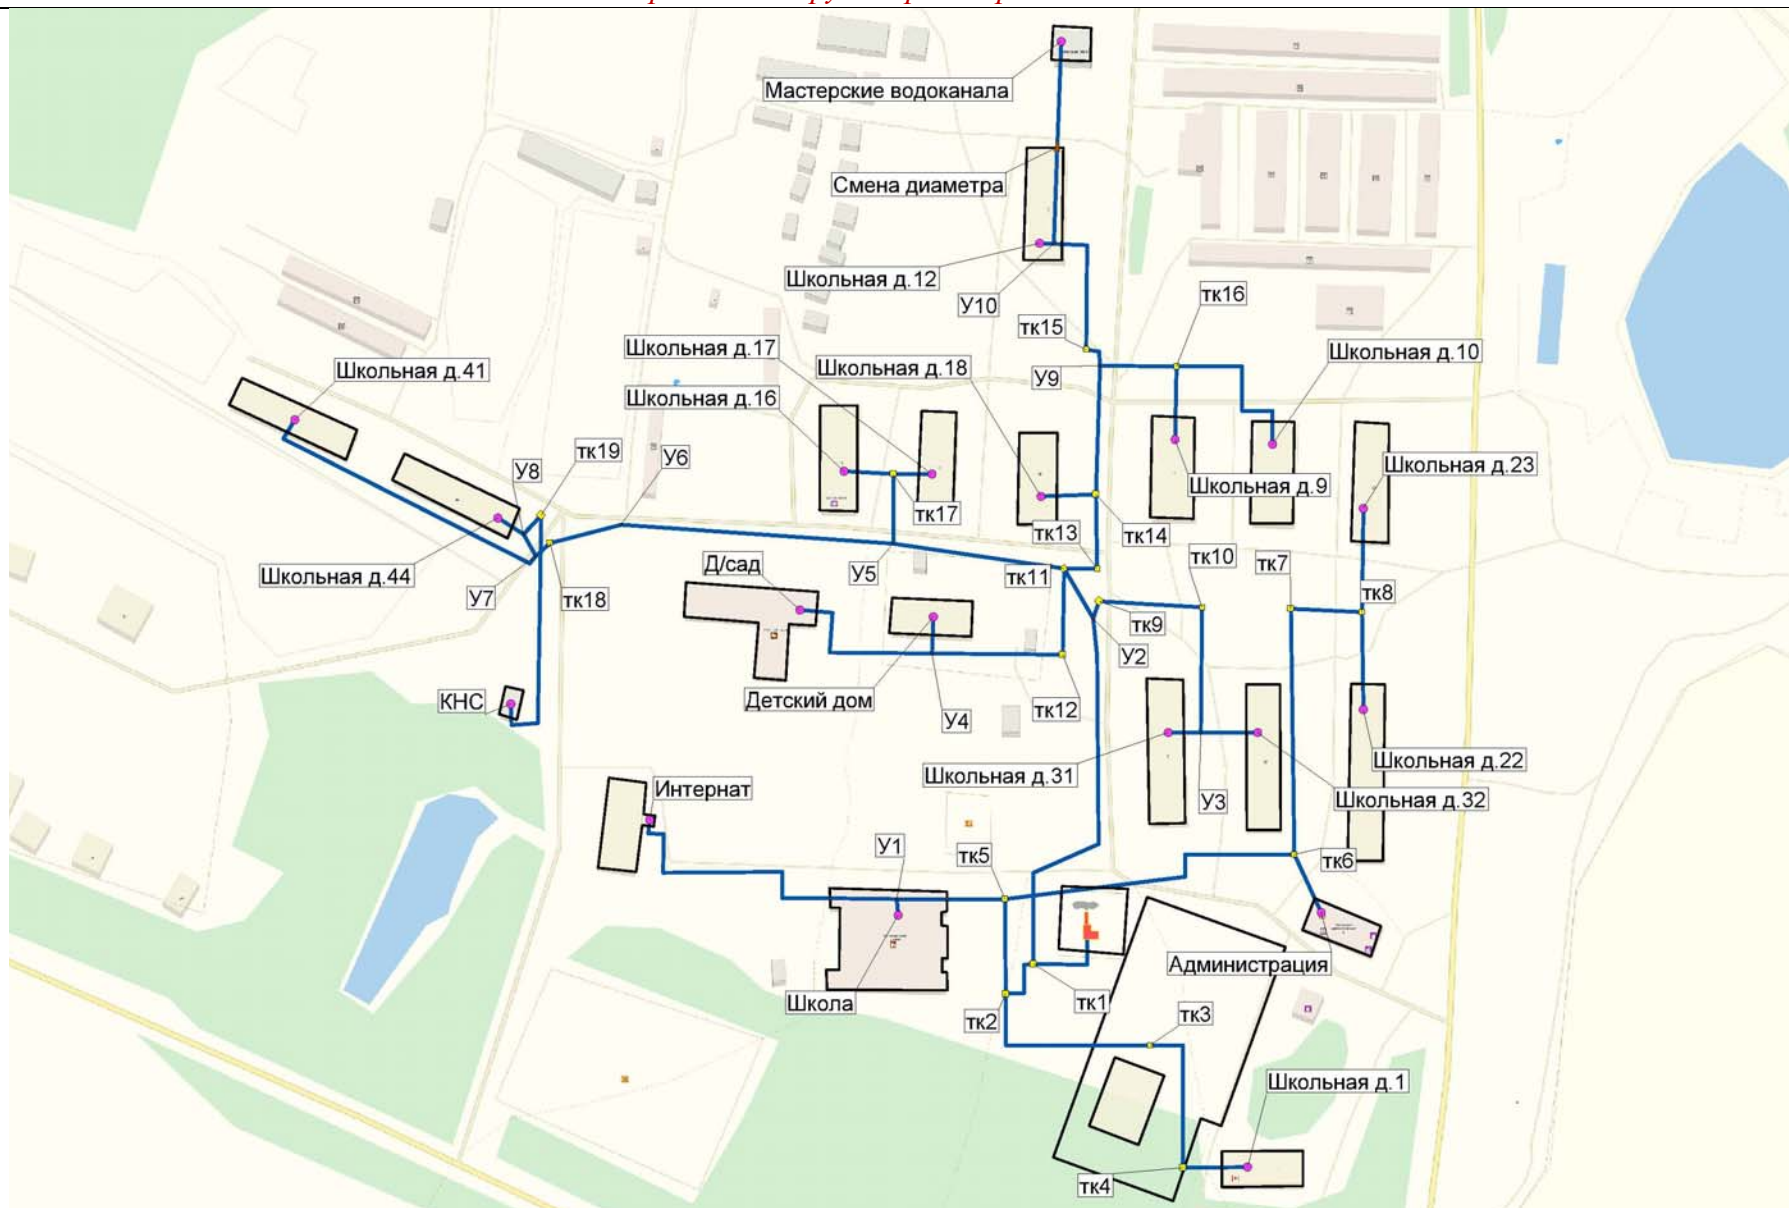 Мастерские водоканала
Смена диаметра
Школьная д.12
У10
тк16
тк15
Школьная д.17
Школьная д.18
Школьная д.10
Школьная д.41
У9
Школьная д.16
У8
тк19
У6
Школьная д.23
Школьная д.9
тк17
тк13
тк14
Д/сад
тк10
тк7
Школьная д.44
У5
тк11
У7
тк18
тк8
тк9
У2
КНС
Детский дом
У4
тк12
Школьная д.22
Школьная д.31
Интернат
У3
Школьная д.32
У1
тк5
тк6
Администрация
Школа
тк1
тк2
тк3
Школьная д.1
тк4